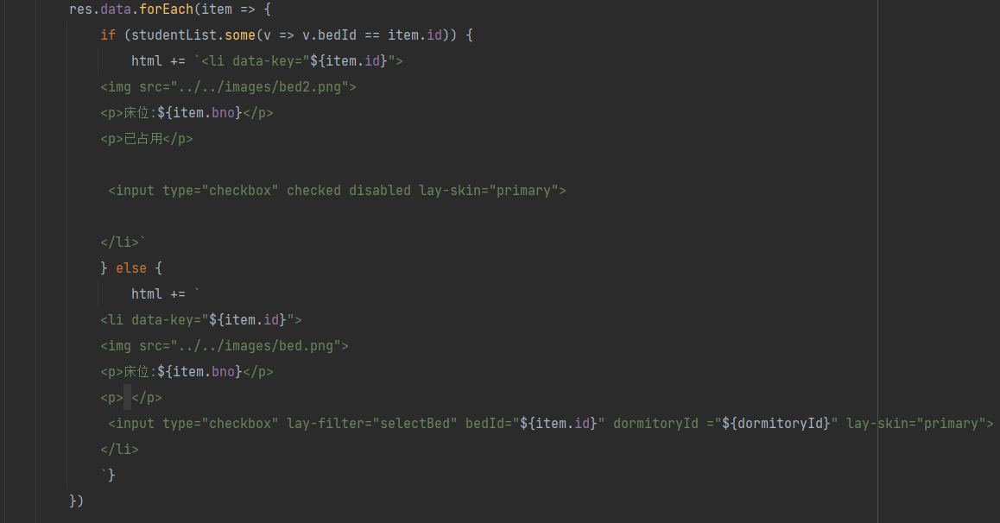 res.data.forEach(item => {
if (studentList.some(v => v.bedId == item.id)) {
html += `<li data-key="${item.id}">
<img src="../../images/bed2.png">
<p>床位:${item.bno}</p>
<p>已占用</p>
<input type="checkbox" checked disabled lay-skin="primary">
</li>`
} else {
html += `
<li data-key="${item.id}">
<img src="../../images/bed.png">
<p>床位:${item.bno}</p>
<p> </p>
<input type="checkbox" lay-filter="selectBed" bedId="${item.id}" dormitoryId ="${dormitoryId}" lay-skin="primary">
</li>
`}
})